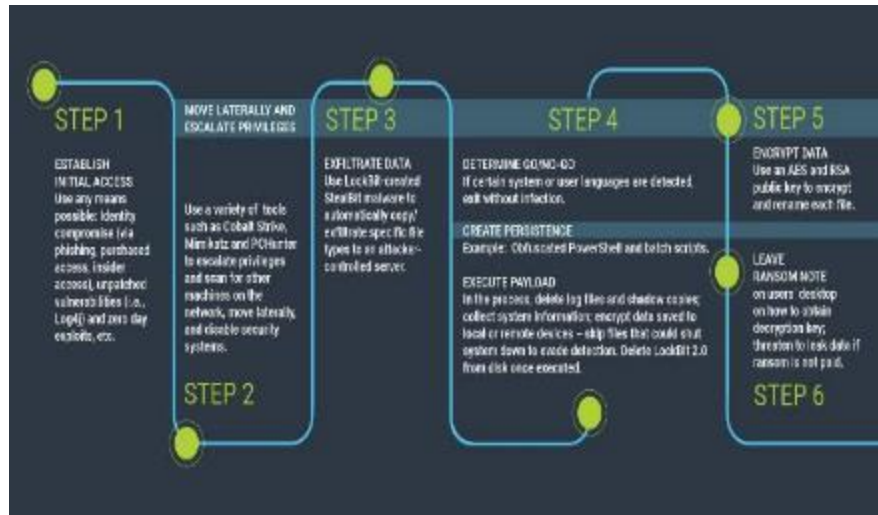 STEP 1
ESTABLISH
INITIAL ACCESS
Use any means
possible: Identity
compromise (via
phishing, purchased
access, insider
access), unpatched
vulnerabilities (i.e.,
Log4j) and zero day
exploits, etc.
MOVE LATERALLY AND
ESCALATE PRIVILEGES
Use a variety of tools
such as Cobalt Strike,
Mimikatz and PCHunter
to escalate privileges
and scan for other
machines on the
network, move laterally,
and disable security
systems.
STEP 2
STEP 3
EXFILTRATE DATA
Use LockBit-created
StealBit malware to
automatically copy/
exfiltrate specific file
types to an attacker-
controlled server.
STEP 4
DETERMINE GO/NO-GO
If certain system or user languages are detected,
exit without infection.
CREATE PERSISTENCE
Example: Obfuscated PowerShell and batch scripts.
EXECUTE PAYLOAD
In the process, delete log files and shadow copies;
collect system information; encrypt data saved to
local or remote devices – skip files that could shut
system down to evade detection. Delete LockBit 2.0
from disk once executed.
STEP 5
ENCRYPT DATA
Use an AES and RSA
public key to encrypt
and rename each file.
LEAVE
RANSOM NOTE
on users' desktop
on how to obtain
decryption key;
threaten to leak data if
ransom is not paid.
STEP 6